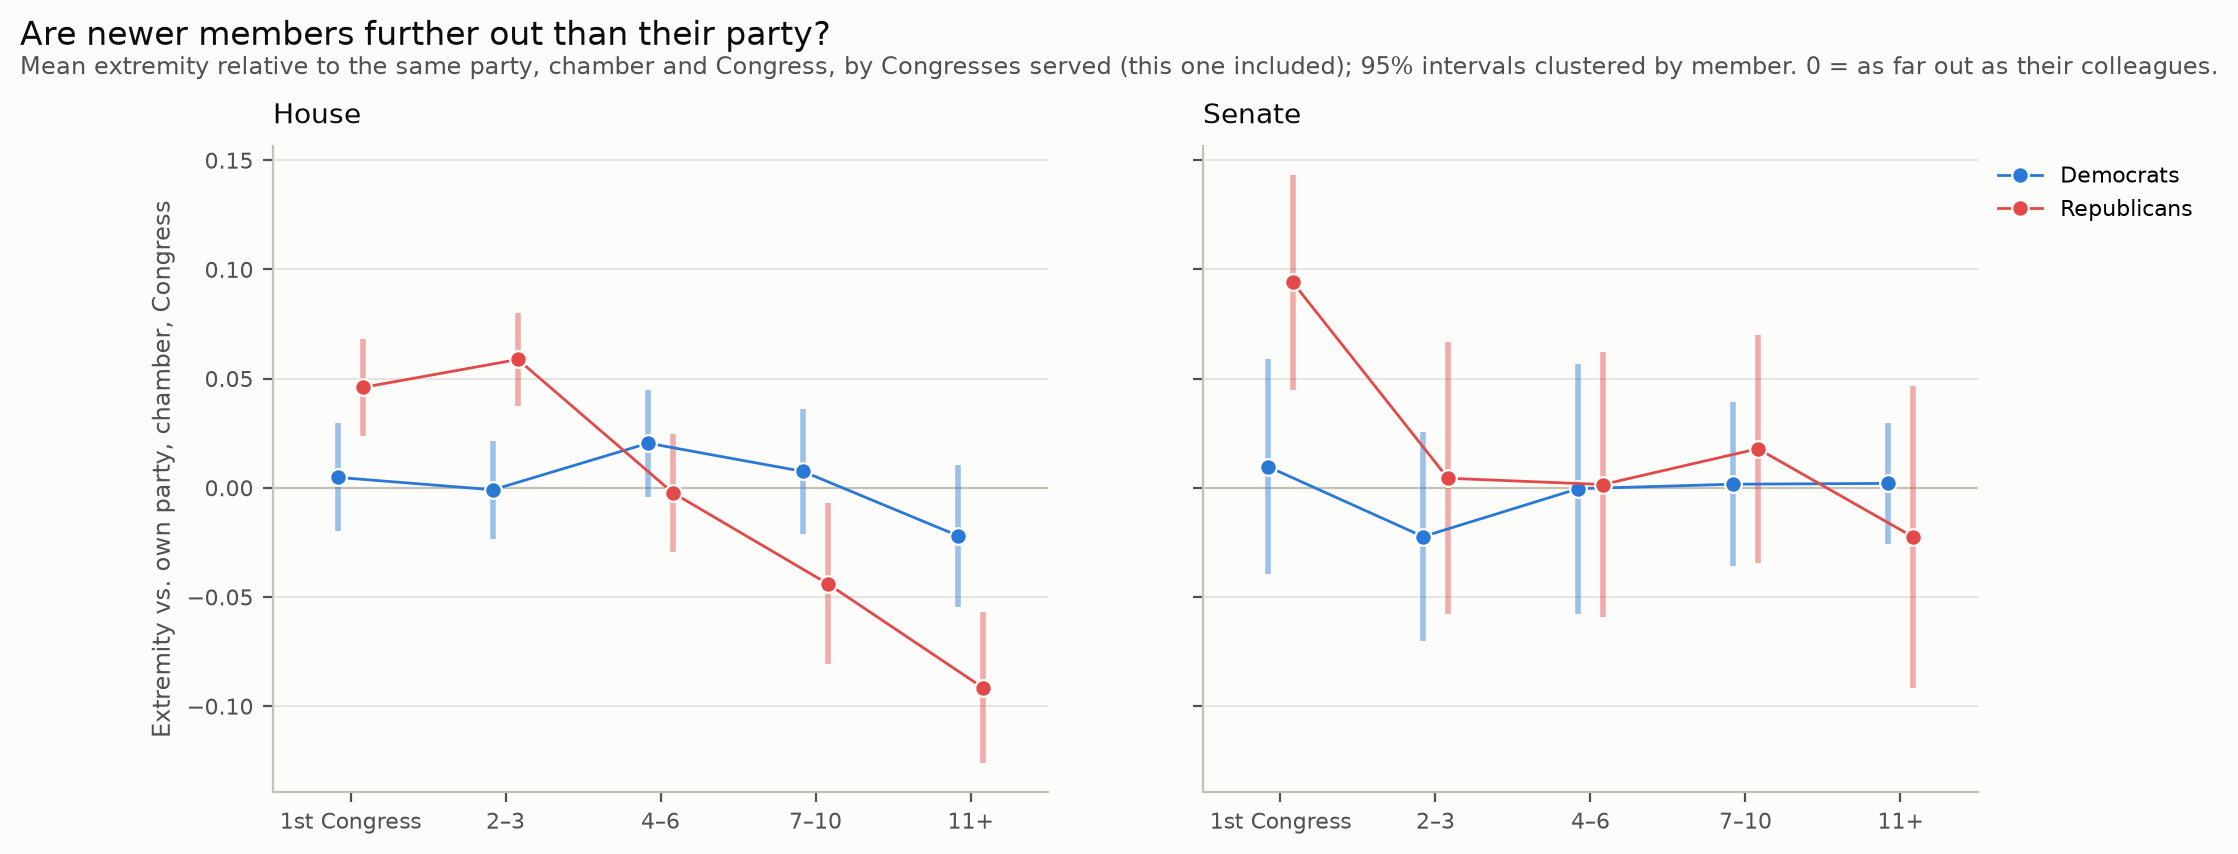 Are newer members further out than their party?
Mean extremity relative to the same party, chamber and Congress, by Congresses served (this one included); 95% intervals clustered by member. 0 = as far out as their colleagues.
House
Senate
Extremity vs. own party, chamber, Congress
0.15
0.10
0.05
0.00
−0.05
−0.10
1st Congress 2–3 4–6 7–10 11+
1st Congress 2–3 4–6 7–10 11+
Democrats
Republicans